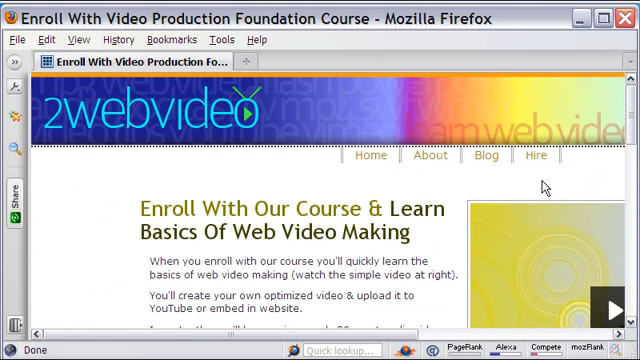 Enroll With Video Production Foundation Course - Mozilla Firefox
File Edit View History Bookmarks Tools Help
Enroll With Video Production Fo...
2webvideo
learn web video
Home About Blog Hire
Share
Enroll With Our Course & Learn
Basics Of Web Video Making
When you enroll with our course you'll quickly learn the
basics of web video making (watch the simple video at right).
You'll create your own optimized video & upload it to
YouTube or embed in website.
Done
Quick lookup...
PageRank Alexa Compete mozRank